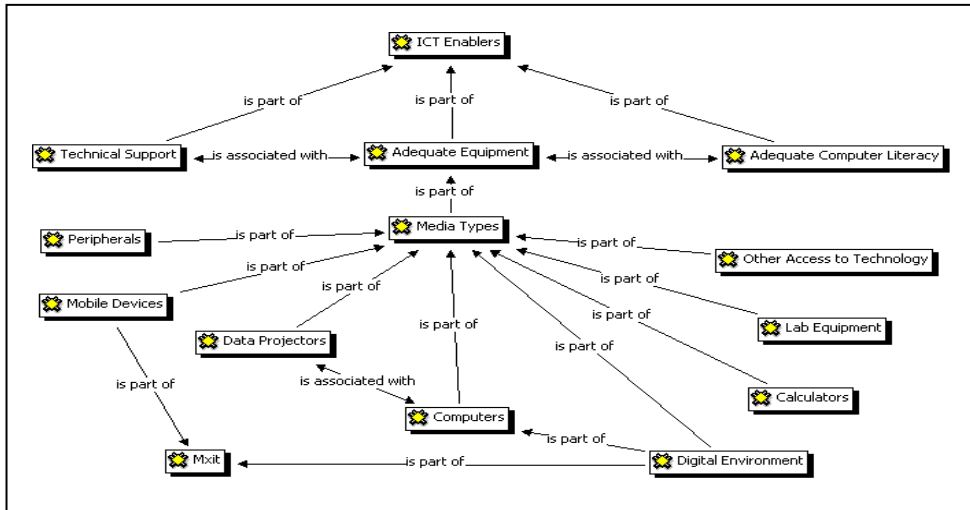 ICT Enablers
is part of
is part of
is part of
Technical Support
is associated with
Adequate Equipment
is associated with
Adequate Computer Literacy
is part of
Media Types
Peripherals
is part of
is part of
Other Access to Technology
is part of
Mobile Devices
is part of
is part of
Lab Equipment
is part of
is part of
Data Projectors
is part of
is part of
is associated with
Calculators
Computers
is part of
Mxit
is part of
Digital Environment